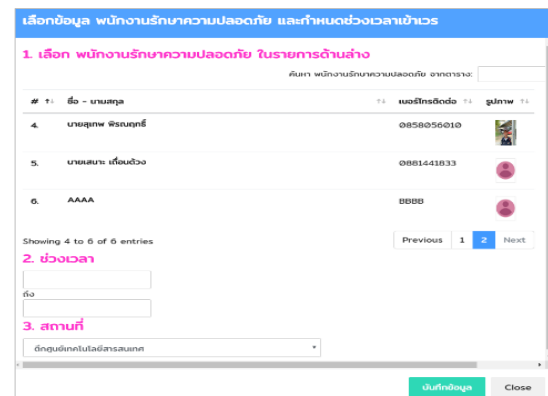 เลือกข้อมูล พนักงานรักษาความปลอดภัย และกำหนดช่วงเวลาเข้าเวร
1. เลือก พนักงานรักษาความปลอดภัย ในรายการด้านล่าง
ค้นหา พนักงานรักษาความปลอดภัย จากตาราง:
# ↑↓ ชื่อ - นามสกุล ↑↓ เบอร์โทรติดต่อ ↑↓ รูปภาพ ↑↓
4. นายสุเทพ พิรณฤทธิ์ 0858056010
5. นายเสนาะ เถื่อนด้วง 0881441833
6. AAAA BBBB
Showing 4 to 6 of 6 entries Previous 1 2 Next
2. ช่วงเวลา
ถึง
3. สถานที่
ตึกศูนย์เทคโนโลยีสารสนเทศ
บันทึกข้อมูล Close